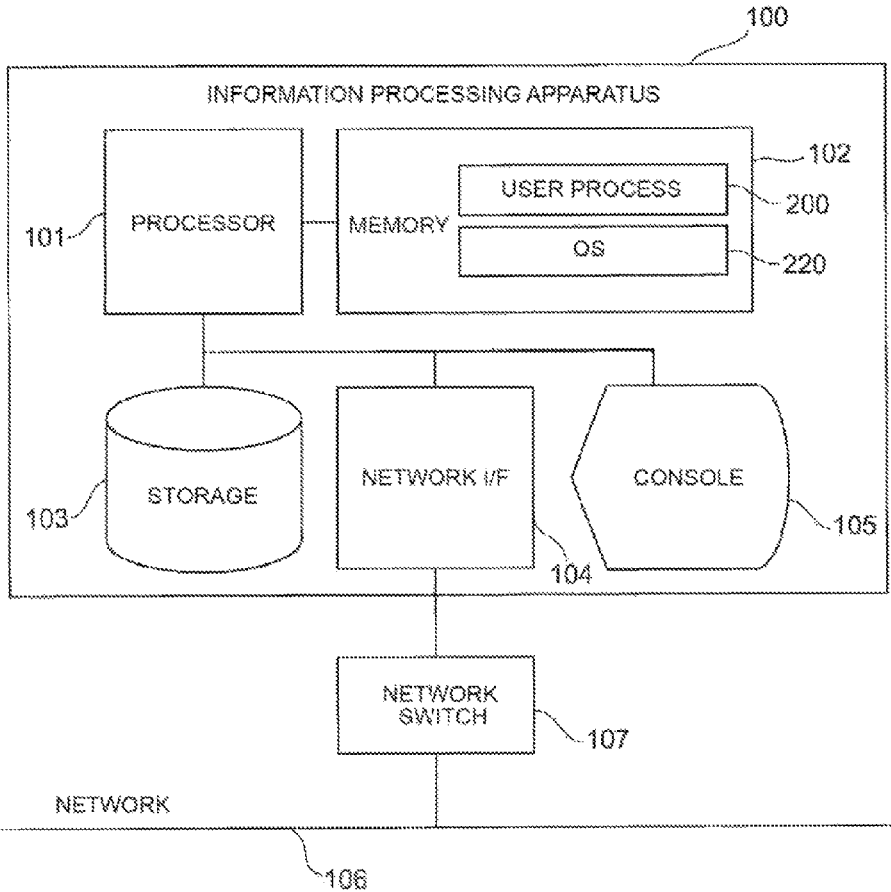 100
INFORMATION PROCESSING APPARATUS
102
USER PROCESS
200
101
PROCESSOR
MEMORY
OS
220
NETWORK I/F
CONSOLE
STORAGE
103
105
104
NETWORK
SWITCH
107
NETWORK
106